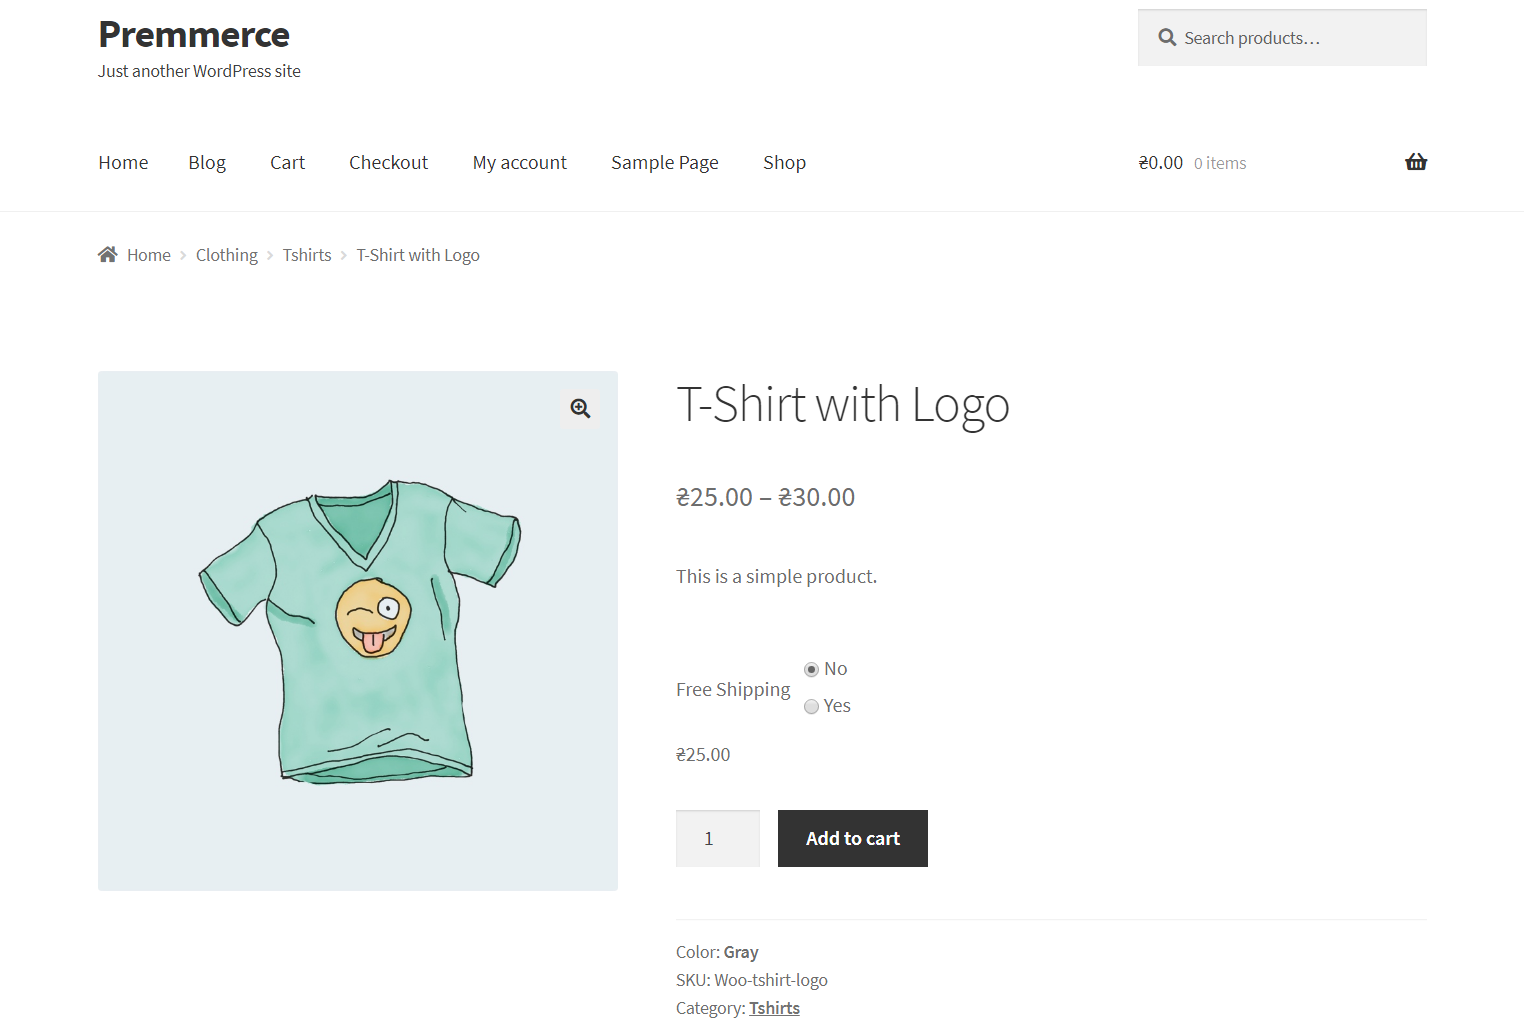 Premmerce
Just another WordPress site
Search products…
Home Blog Cart Checkout My account Sample Page Shop
₴0.00 0 items
Home Clothing Tshirts T-Shirt with Logo
T-Shirt with Logo
₴25.00 – ₴30.00
This is a simple product.
Free Shipping
No
Yes
₴25.00
1
Add to cart
Color: Gray
SKU: Woo-tshirt-logo
Category: Tshirts